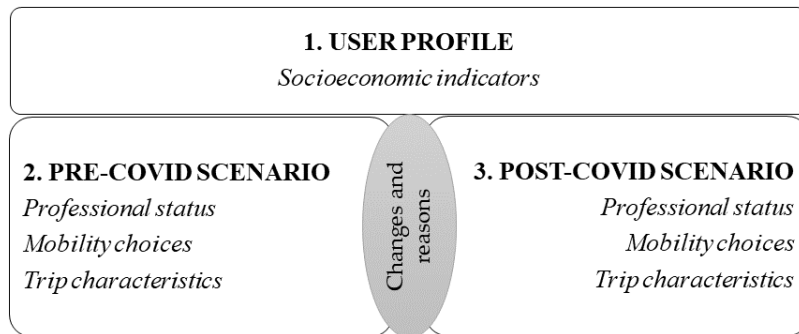 1. USER PROFILE
Socioeconomic indicators
2. PRE-COVID SCENARIO
Professional status
Mobility choices
Trip characteristics
Changes and
reasons
3. POST-COVID SCENARIO
Professional status
Mobility choices
Trip characteristics